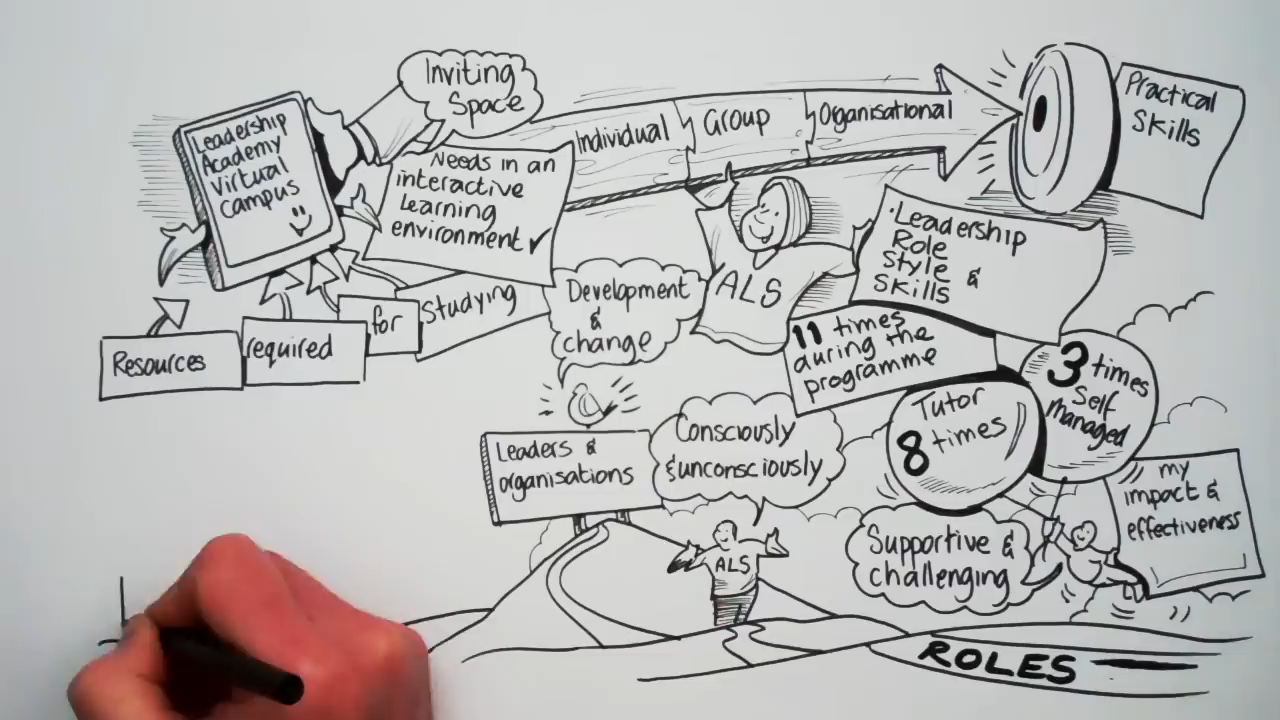 Leadership
Academy
Virtual
campus
Inviting
Space
Needs in an
interactive
Learning
environment
Resources
required
for
Studying
Individual
Group
Organisational
Practical
Skills
ALS
Leadership
Role
Style &
Skills
Development
&
change
11 times
during the
programme
3 times
Self
managed
Tutor
8 times
Leaders &
organisations
Consciously
&unconsciously
ALS
Supportive &
challenging
my
impact &
effectiveness
ROLES